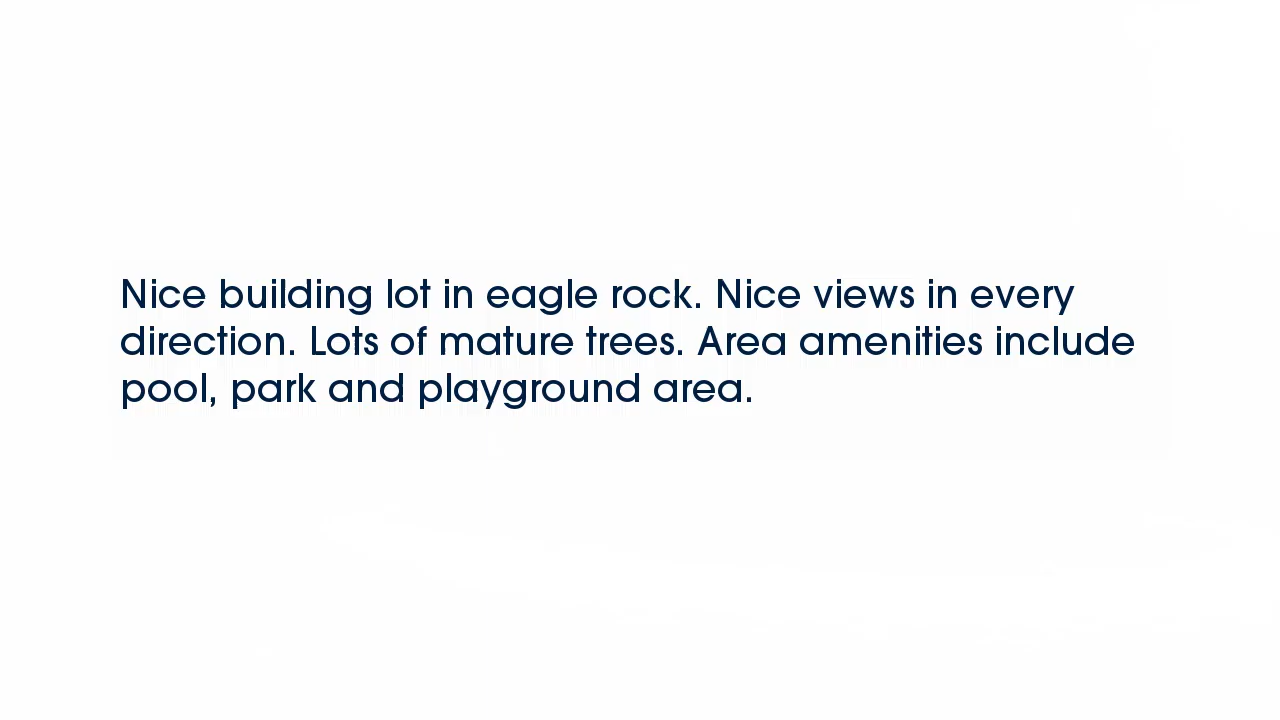 Nice building lot in eagle rock. Nice views in every
direction. Lots of mature trees. Area amenities include
pool, park and playground area.